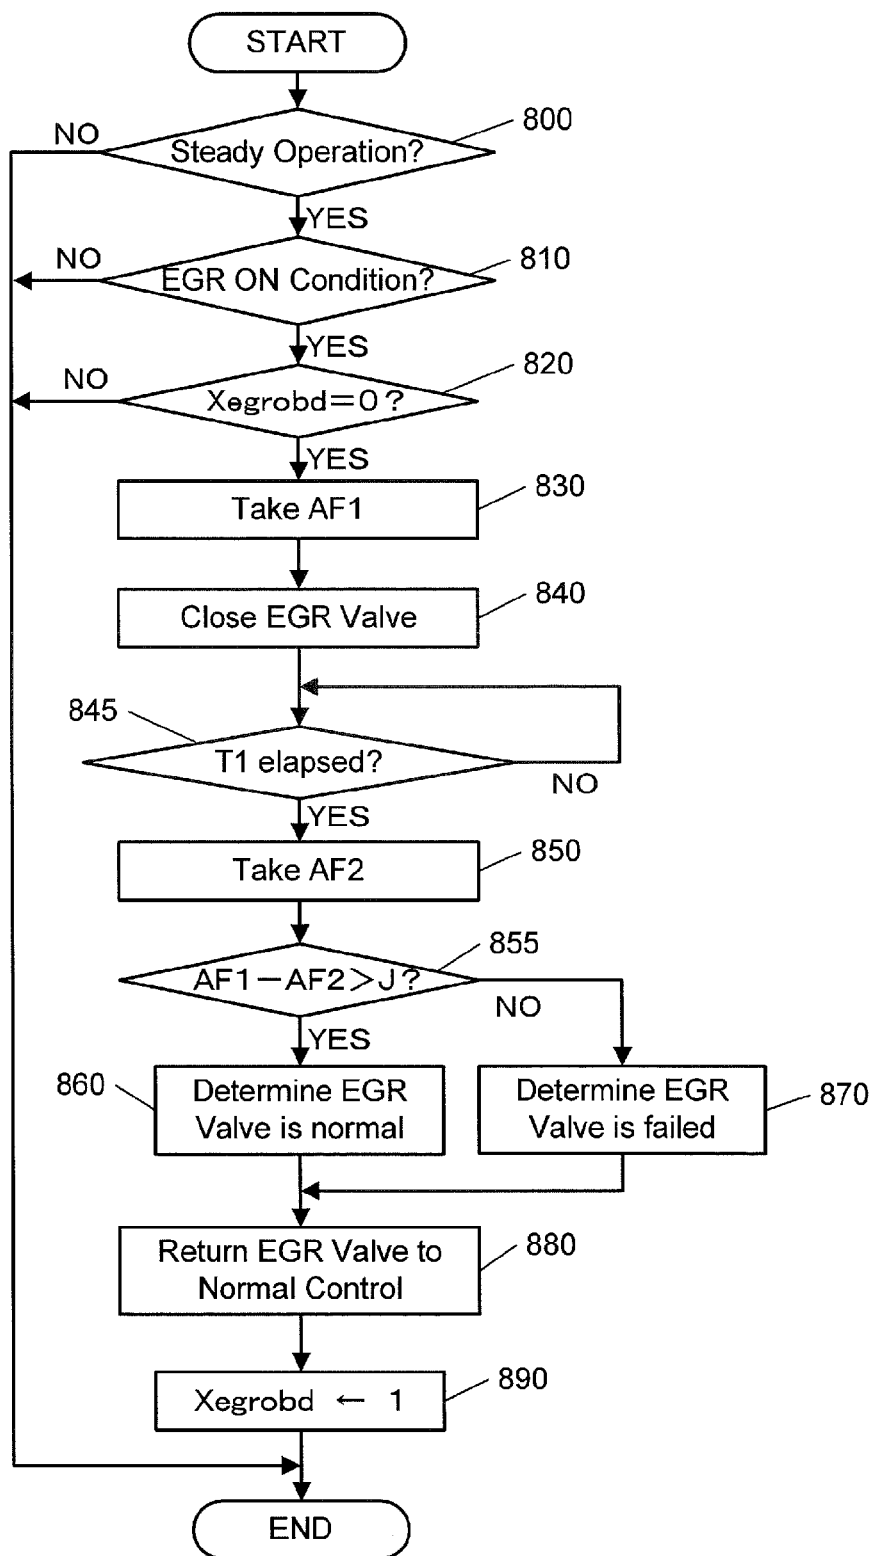 START
800
NO
Steady Operation?
YES
810
NO
EGR ON Condition?
YES
820
NO
Xegrobd=0?
YES
830
Take AF1
840
Close EGR Valve
845
T1 elapsed?
NO
YES
850
Take AF2
855
AF1-AF2>J?
NO
YES
860
Determine EGR
Valve is normal
Determine EGR
Valve is failed
870
Return EGR Valve to
Normal Control
880
Xegrobd ← 1
890
END